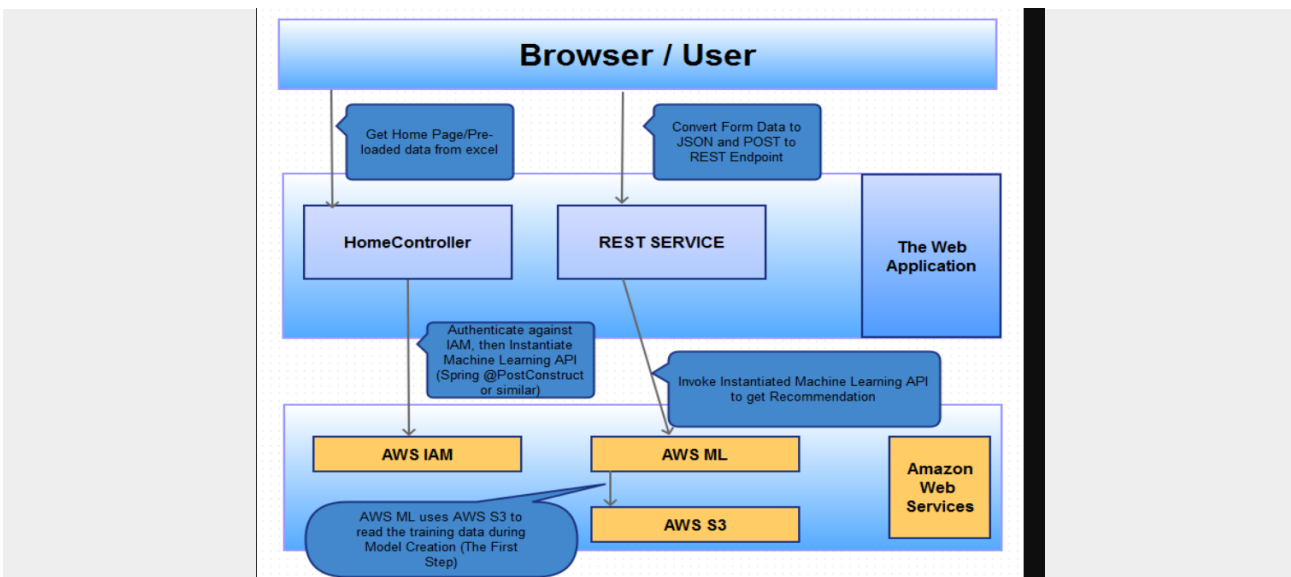 Browser / User
Get Home Page/Pre-
loaded data from excel
Convert Form Data to
JSON and POST to
REST Endpoint
HomeController
REST SERVICE
The Web
Application
Authenticate against
IAM, then Instantiate
Machine Learning API
(Spring @PostConstruct
or similar)
Invoke Instantiated Machine Learning API
to get Recommendation
AWS IAM
AWS ML
Amazon
Web
Services
AWS ML uses AWS S3 to
read the training data during
Model Creation (The First
Step)
AWS S3